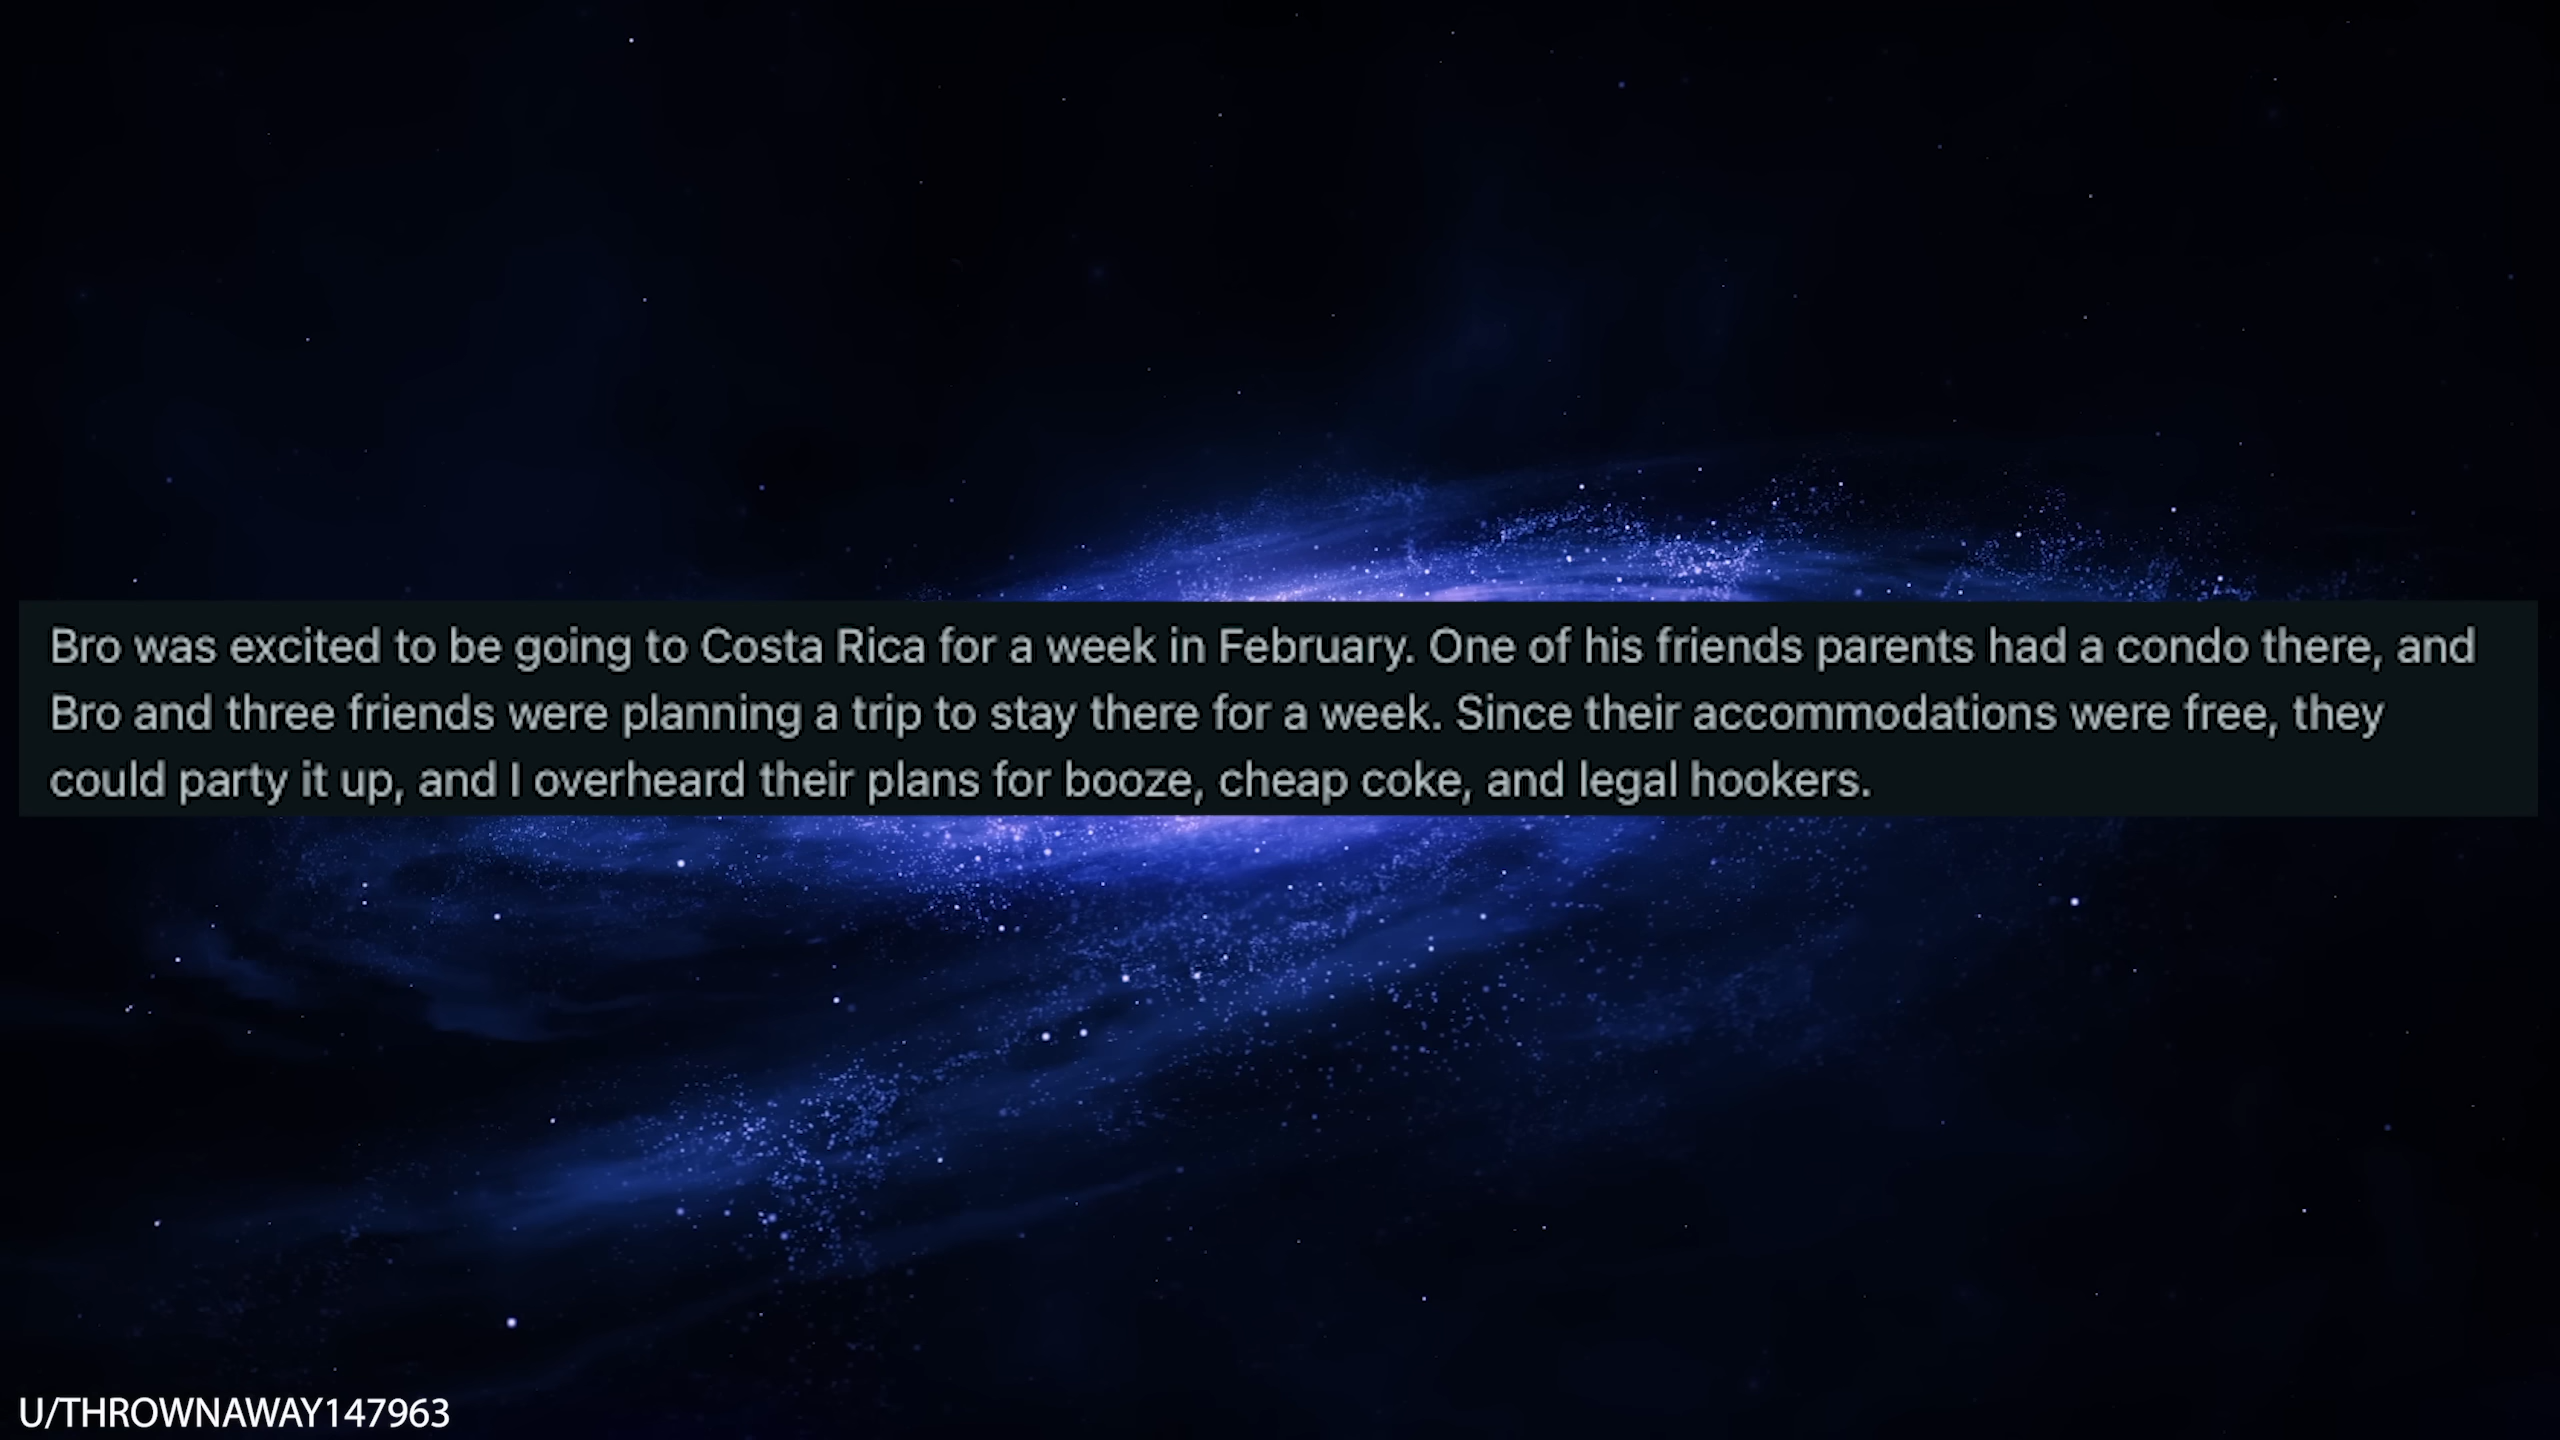 Bro was excited to be going to Costa Rica for a week in February. One of his friends parents had a condo there, and
Bro and three friends were planning a trip to stay there for a week. Since their accommodations were free, they
could party it up, and I overheard their plans for booze, cheap coke, and legal hookers.
U/THROWNAWAY147963